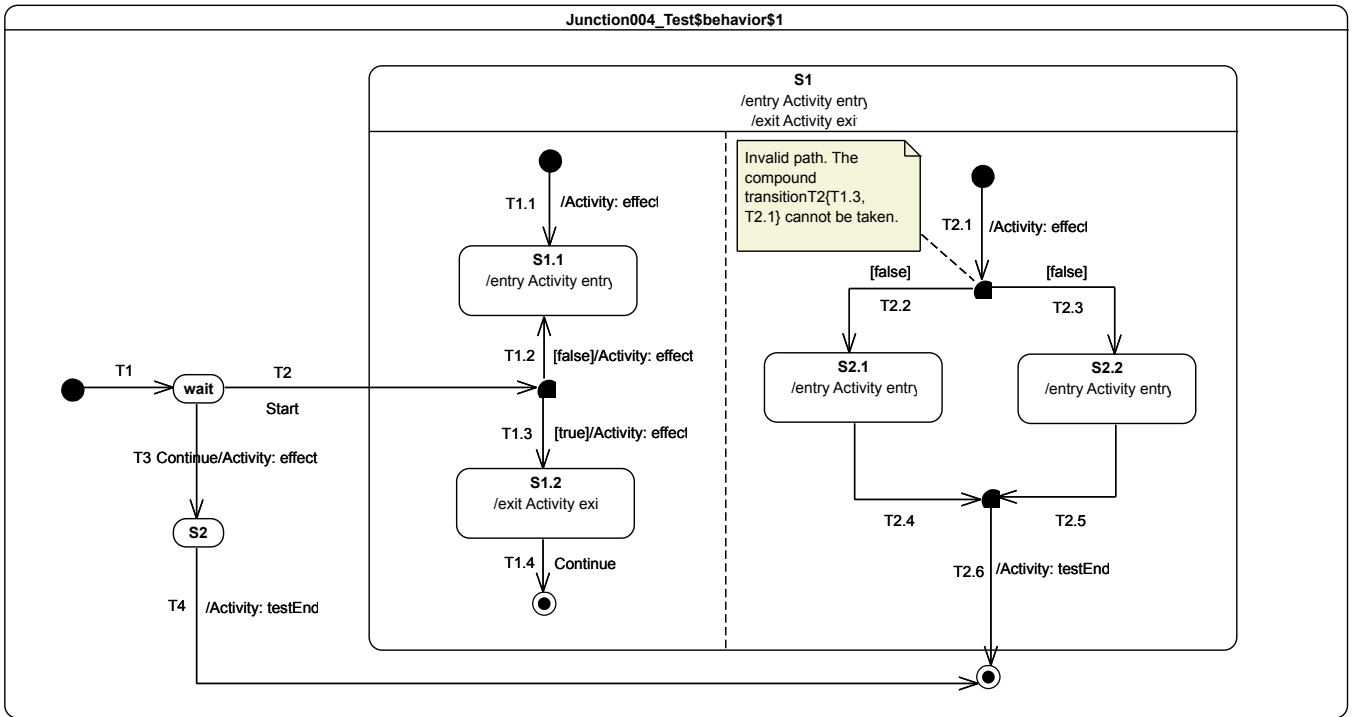 Junction004_Test$behavior$1
S1
/entry Activity entry
/exit Activity exi
Invalid path. The
compound
transitionT2{T1.3,
T2.1} cannot be taken.
T1.1 /Activity: effect
T2.1 /Activity: effect
S1.1
/entry Activity entry
[false] [false]
T2.2 T2.3
T1.2 [false]/Activity: effect
T1 wait T2
Start
S2.1
/entry Activity entry
S2.2
/entry Activity entry
T1.3 [true]/Activity: effect
T3 Continue/Activity: effect
S1.2
/exit Activity exi
S2
T2.4 T2.5
T1.4 Continue
T2.6 /Activity: testEnd
T4 /Activity: testEnd